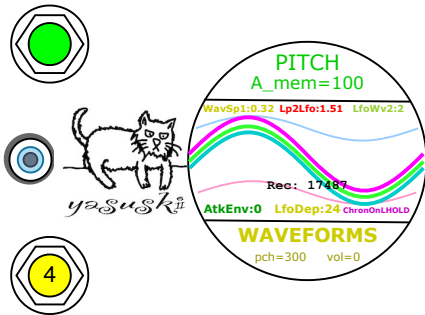 PITCH
A_mem=100
WavSp1:0.32 Lp2Lfo:1.51 LfoWv2:2
Rec: 17487
yasuskii
AtkEnv:0 LfoDep:24 ChronOnLHOLD
WAVEFORMS
pch=300 vol=0
4